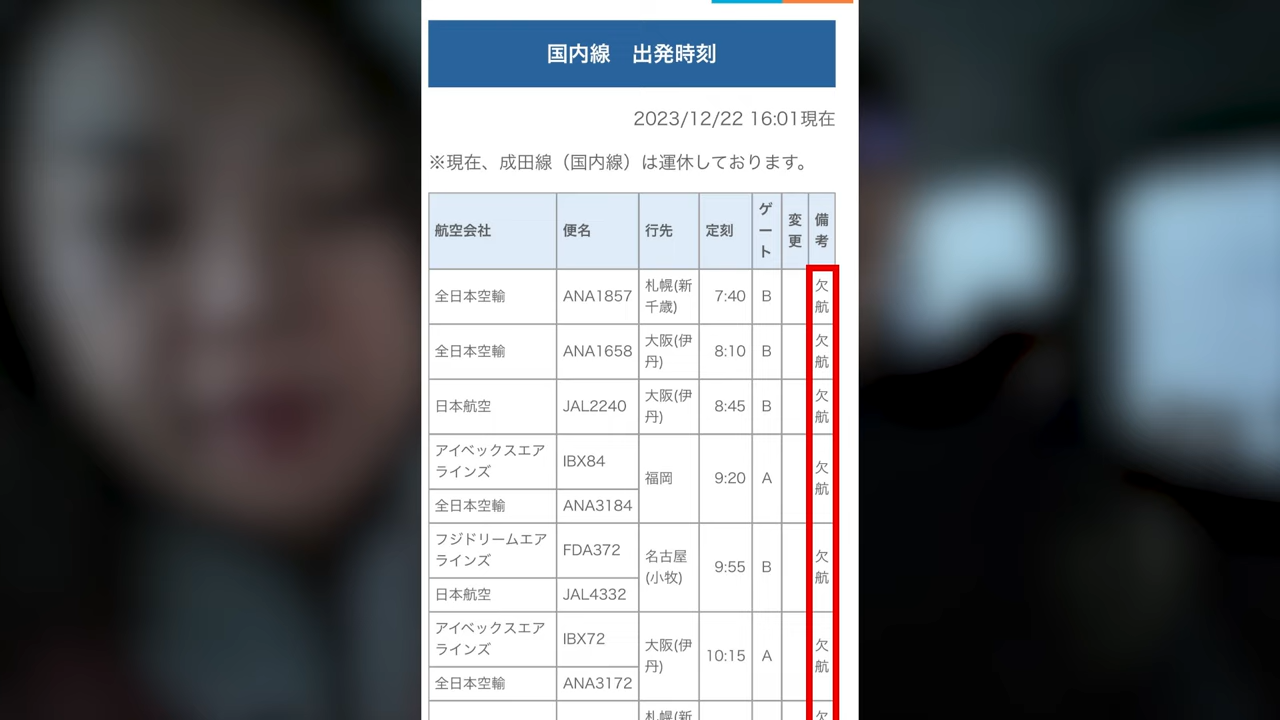 国内線　出発時刻
2023/12/22 16:01現在
※現在、成田線（国内線）は運休しております。
航空会社 便名 行先 定刻 ゲート 変更 備考
全日本空輸 ANA1857 札幌(新千歳) 7:40 B 欠航
全日本空輸 ANA1658 大阪(伊丹) 8:10 B 欠航
日本航空 JAL2240 大阪(伊丹) 8:45 B 欠航
アイベックスエアラインズ IBX84 福岡 9:20 A 欠航
全日本空輸 ANA3184
フジドリームエアラインズ FDA372 名古屋(小牧) 9:55 B 欠航
日本航空 JAL4332
アイベックスエアラインズ IBX72 大阪(伊丹) 10:15 A 欠航
全日本空輸 ANA3172
札幌(新 欠